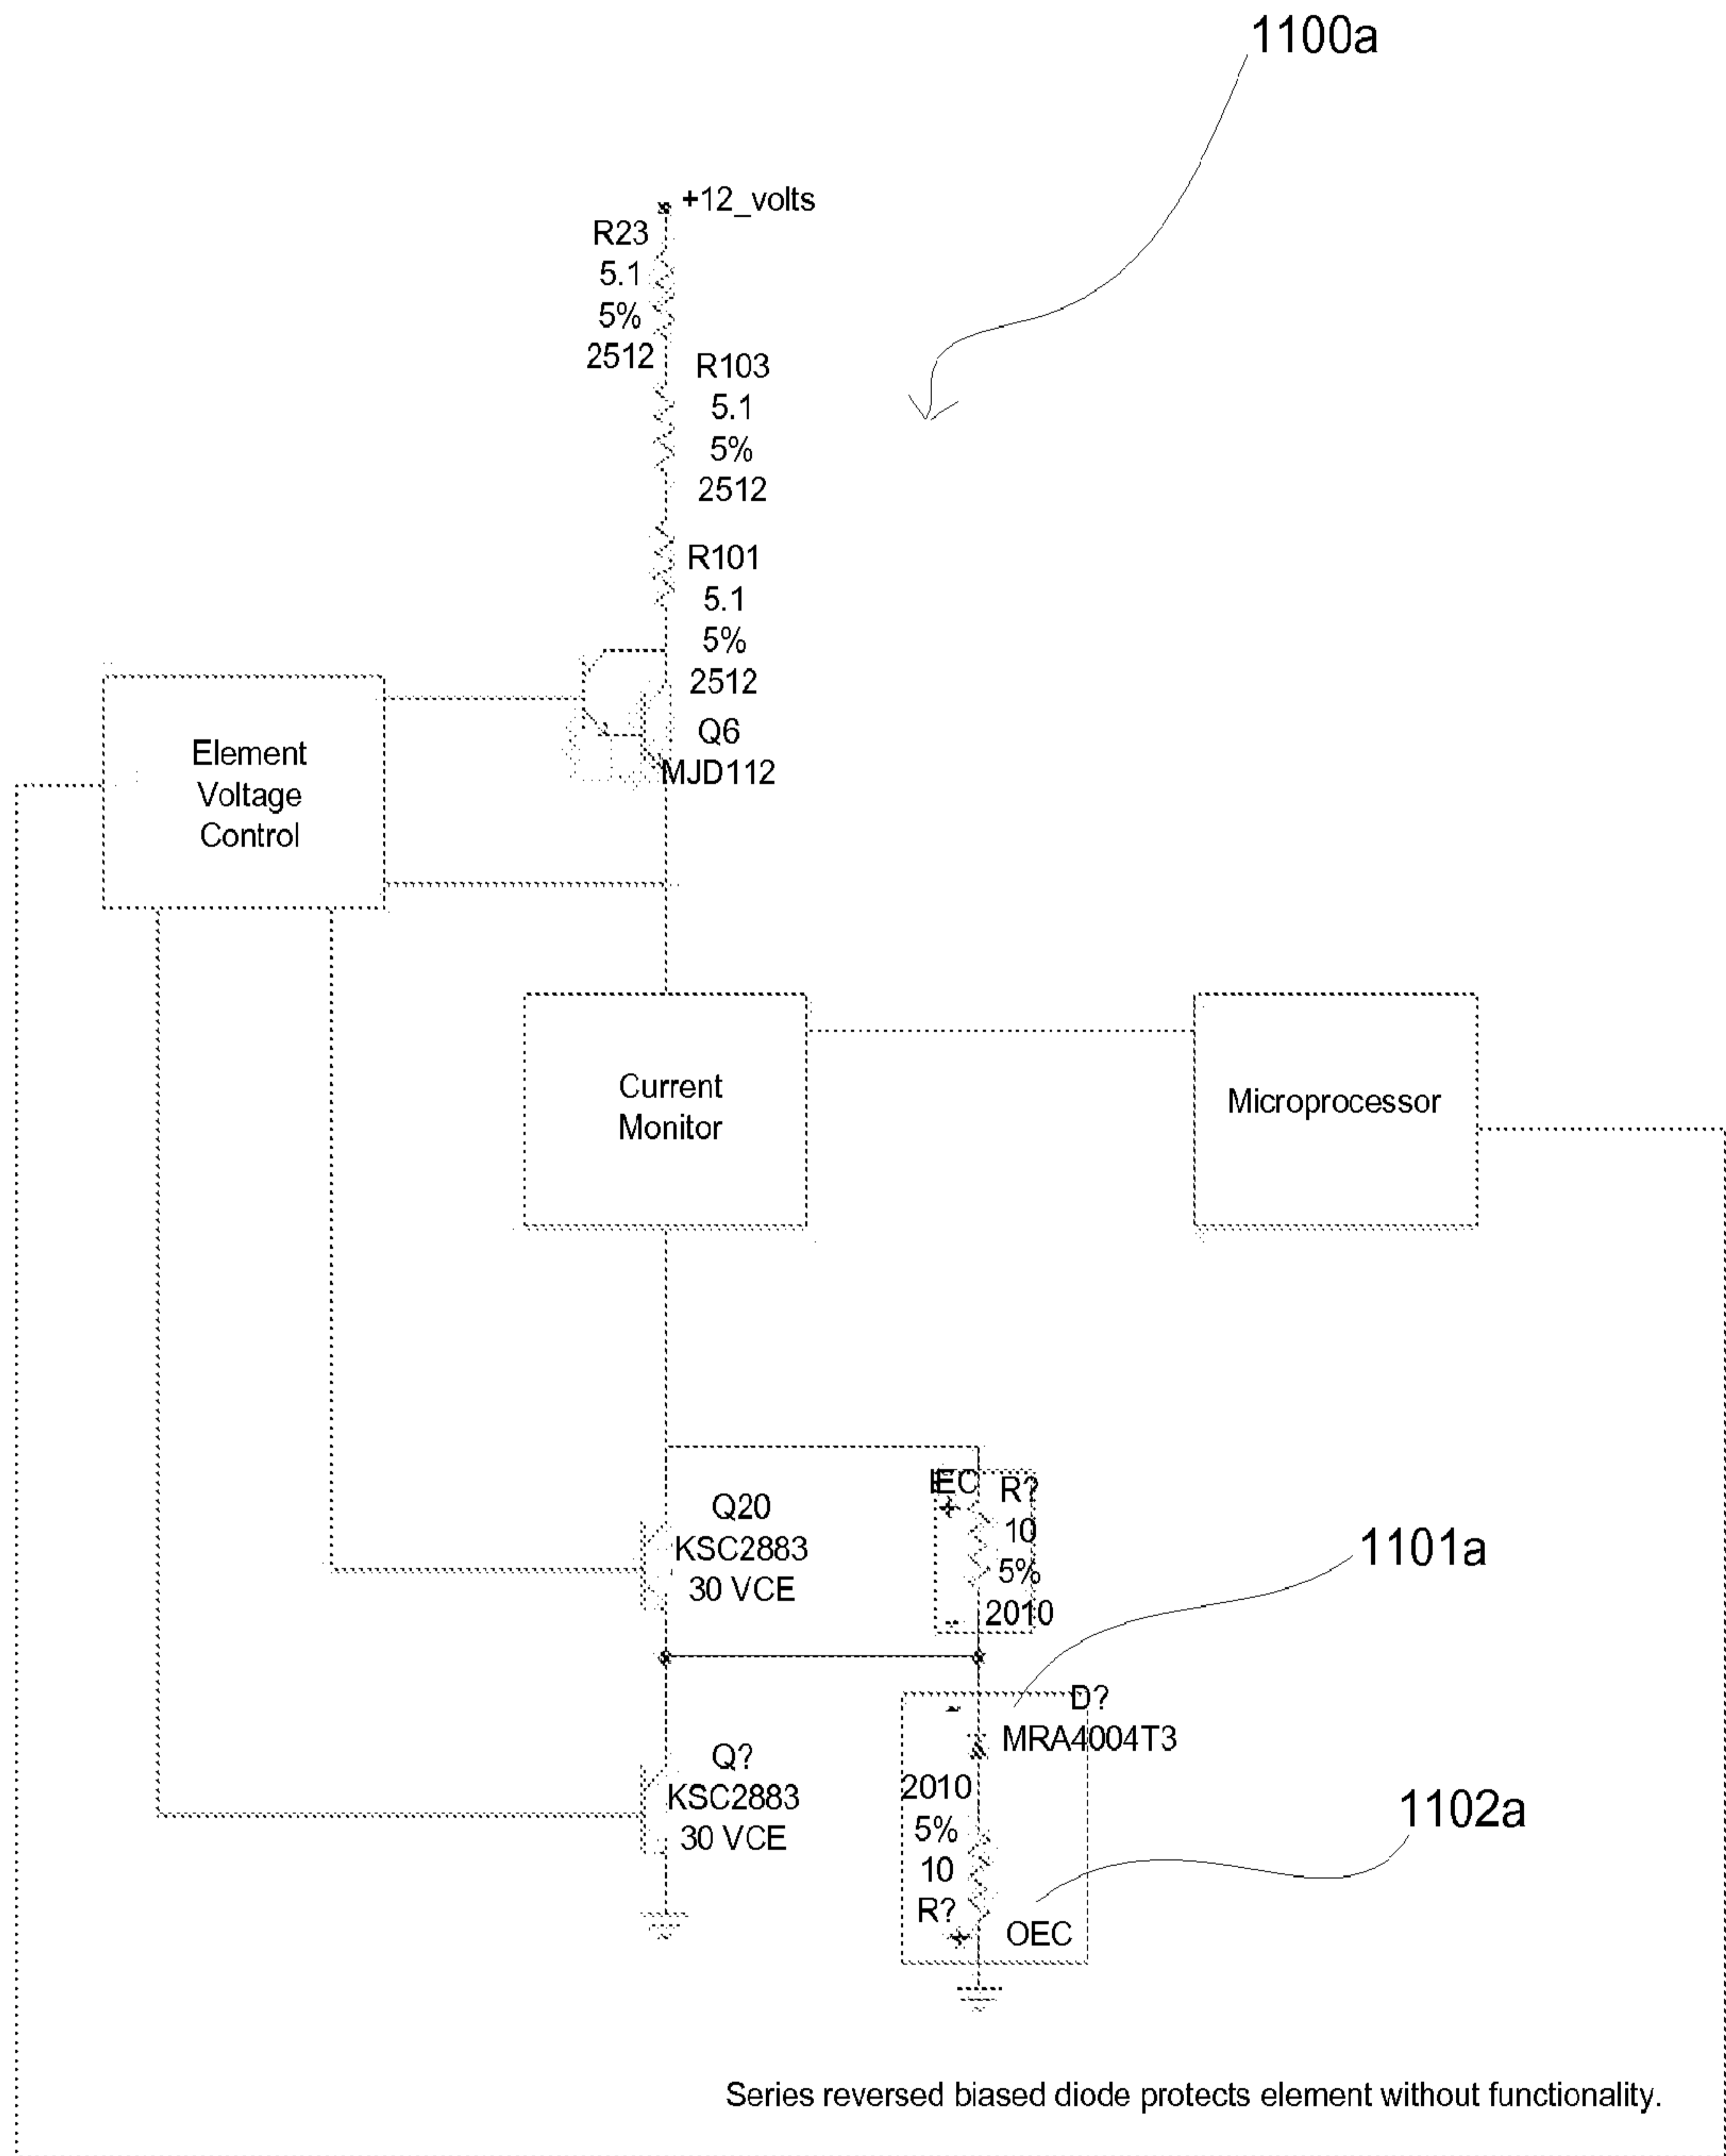 1100a
+12_volts
R23
5.1
5%
2512
R103
5.1
5%
2512
R101
5.1
5%
2512
Q6
MJD112
Element
Voltage
Control
Current
Monitor
Microprocessor
Q20
KSC2883
30 VCE
IEC
+
R?
10
5%
2010
-
1101a
-
D?
MRA4004T3
Q?
KSC2883
30 VCE
2010
5%
10
R?
+
OEC
1102a
Series reversed biased diode protects element without functionality.